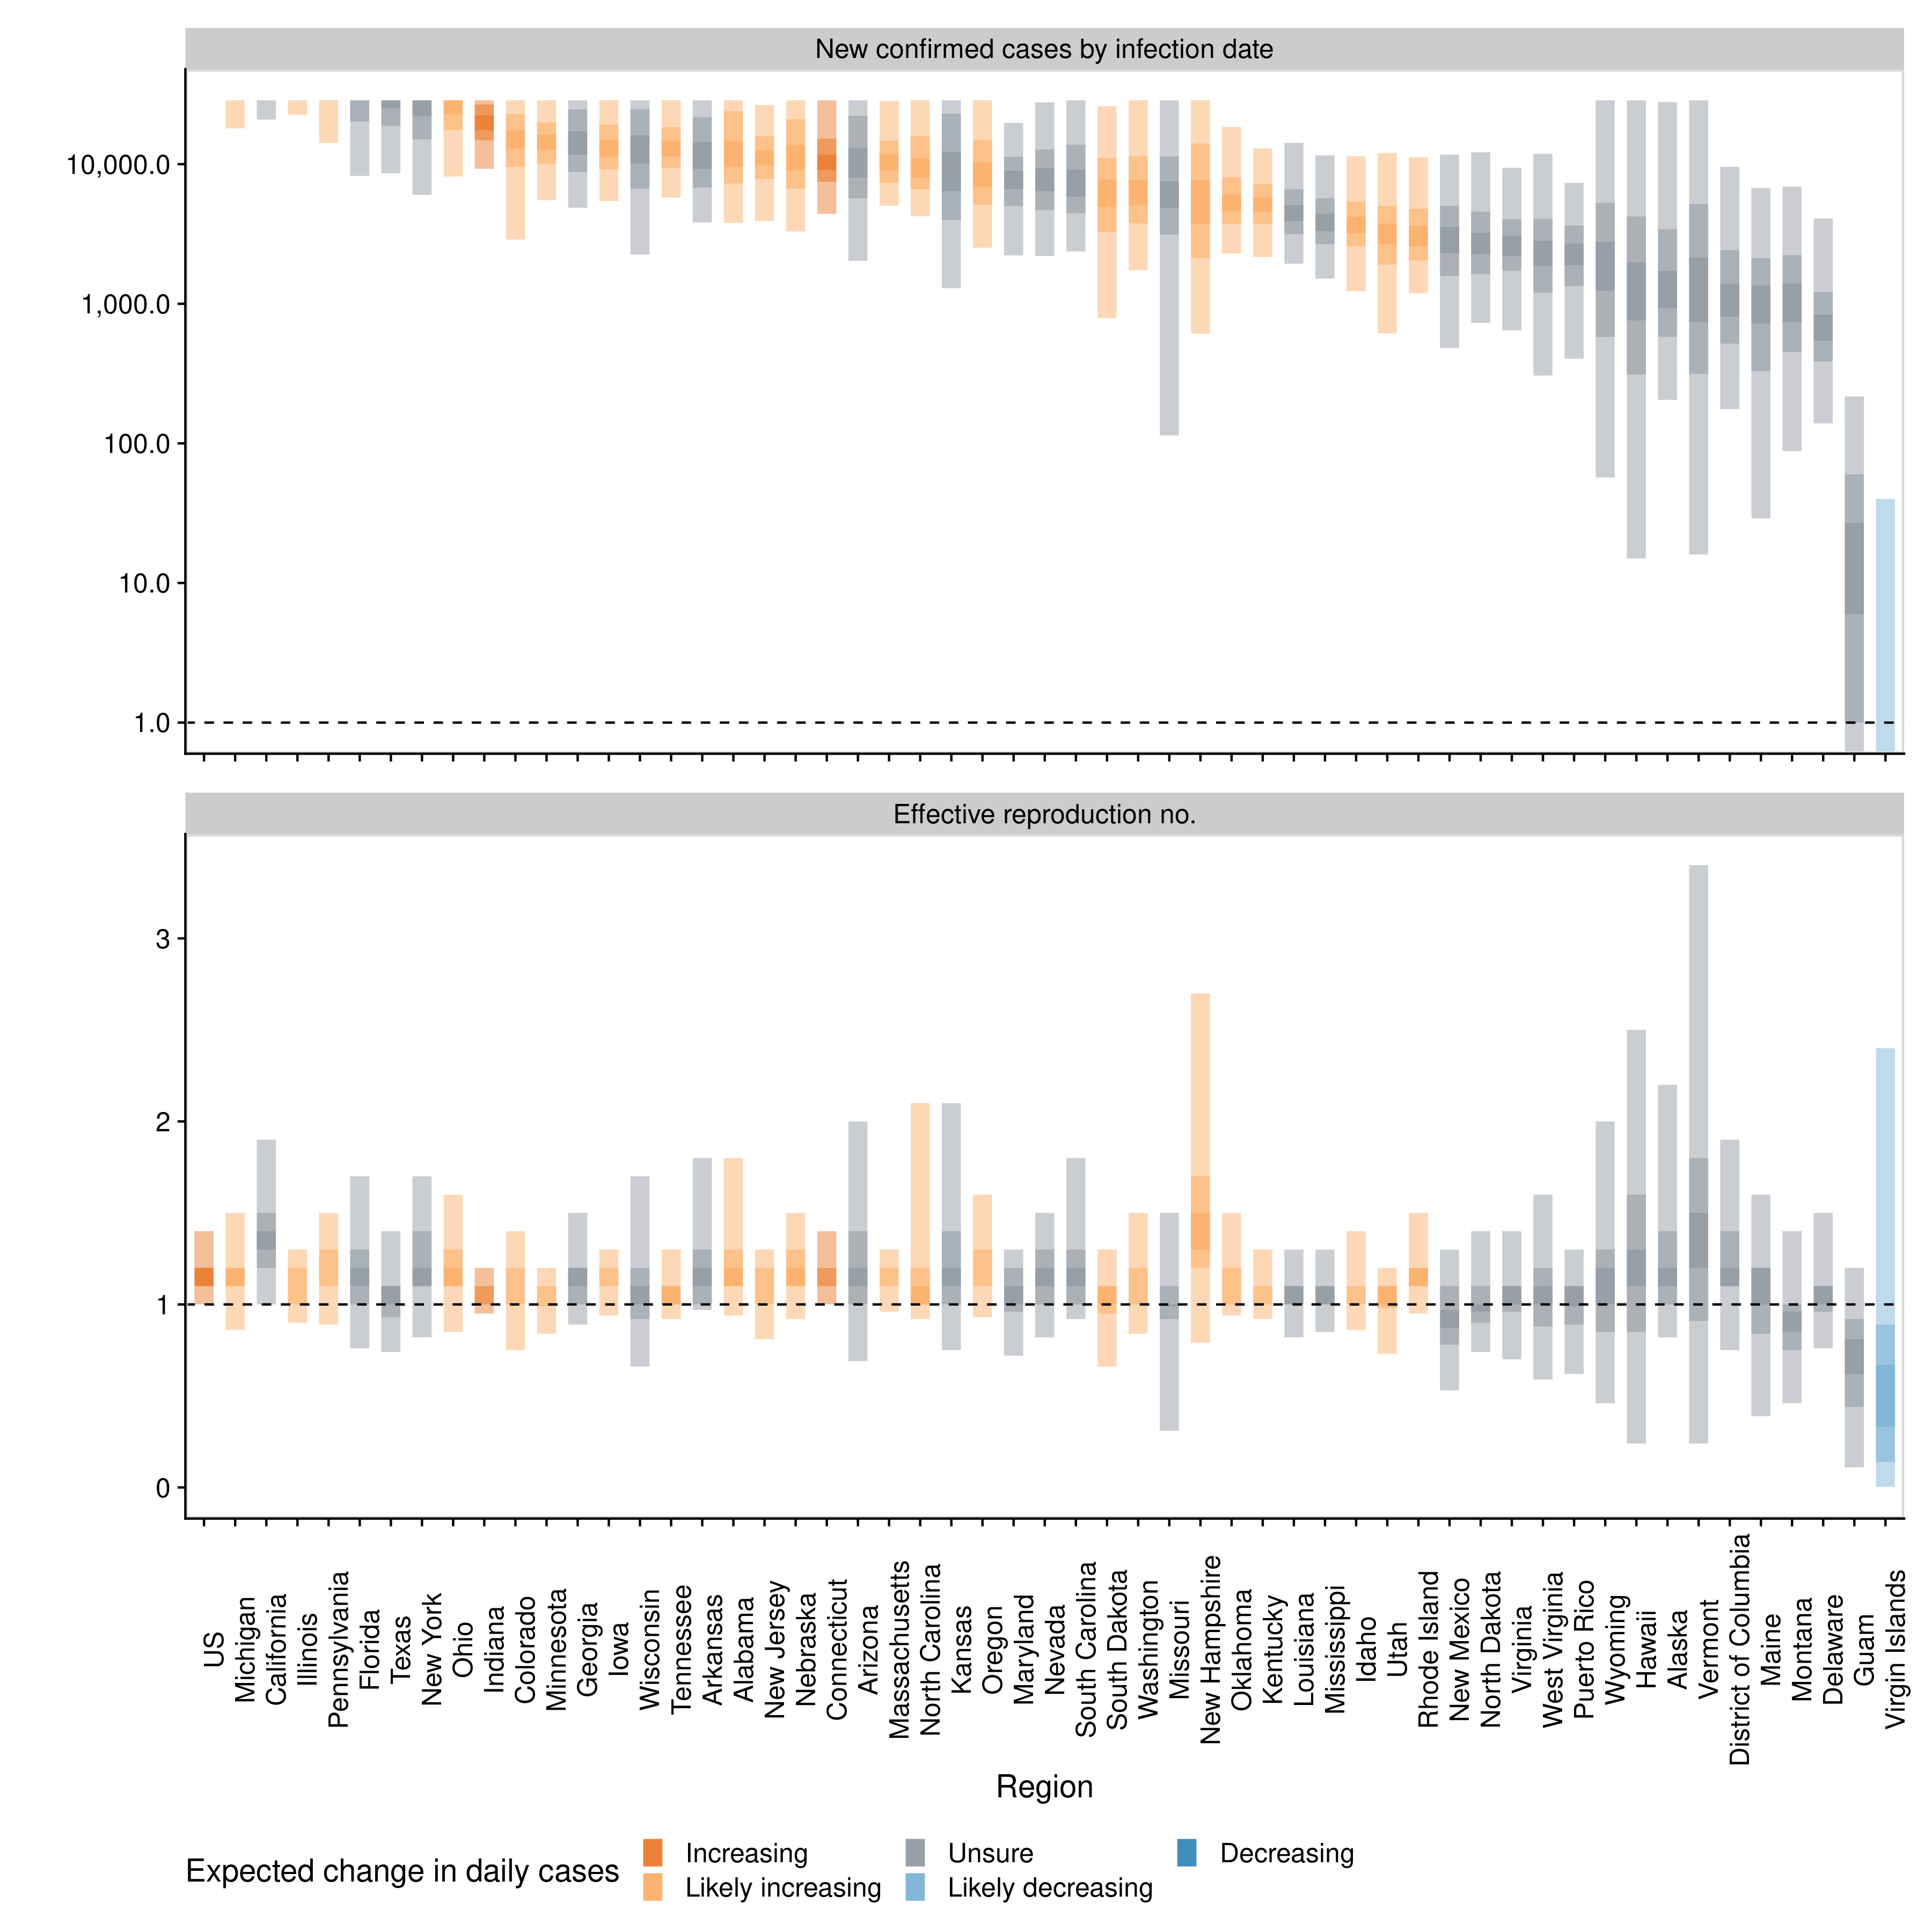 New confirmed cases by infection date
10,000.0
1,000.0
100.0
10.0
1.0
Effective reproduction no.
3
2
1
0
US
Michigan
California
Illinois
Pennsylvania
Florida
Texas
New York
Ohio
Indiana
Colorado
Minnesota
Georgia
Iowa
Wisconsin
Tennessee
Arkansas
Alabama
New Jersey
Nebraska
Connecticut
Arizona
Massachusetts
North Carolina
Kansas
Oregon
Maryland
Nevada
South Carolina
South Dakota
Washington
Missouri
New Hampshire
Oklahoma
Kentucky
Louisiana
Mississippi
Idaho
Utah
Rhode Island
New Mexico
North Dakota
Virginia
West Virginia
Puerto Rico
Wyoming
Hawaii
Alaska
Vermont
District of Columbia
Maine
Montana
Delaware
Guam
Virgin Islands
Region
Expected change in daily cases
Increasing
Likely increasing
Unsure
Likely decreasing
Decreasing